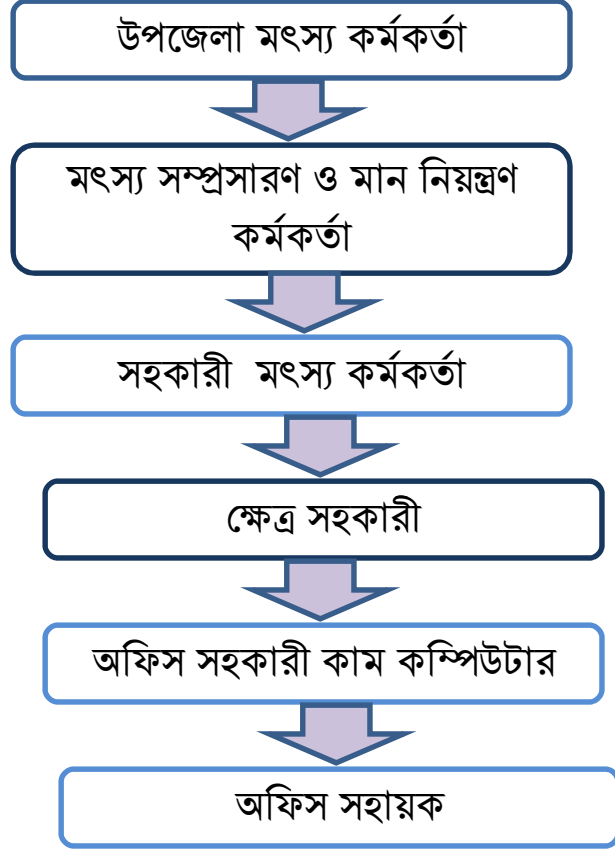 উপজেলা মৎস্য কর্মকর্তা
মৎস্য সম্প্রসারণ ও মান নিয়ন্ত্রণ
কর্মকর্তা
সহকারী মৎস্য কর্মকর্তা
ক্ষেত্র সহকারী
অফিস সহকারী কাম কম্পিউটার
অফিস সহায়ক